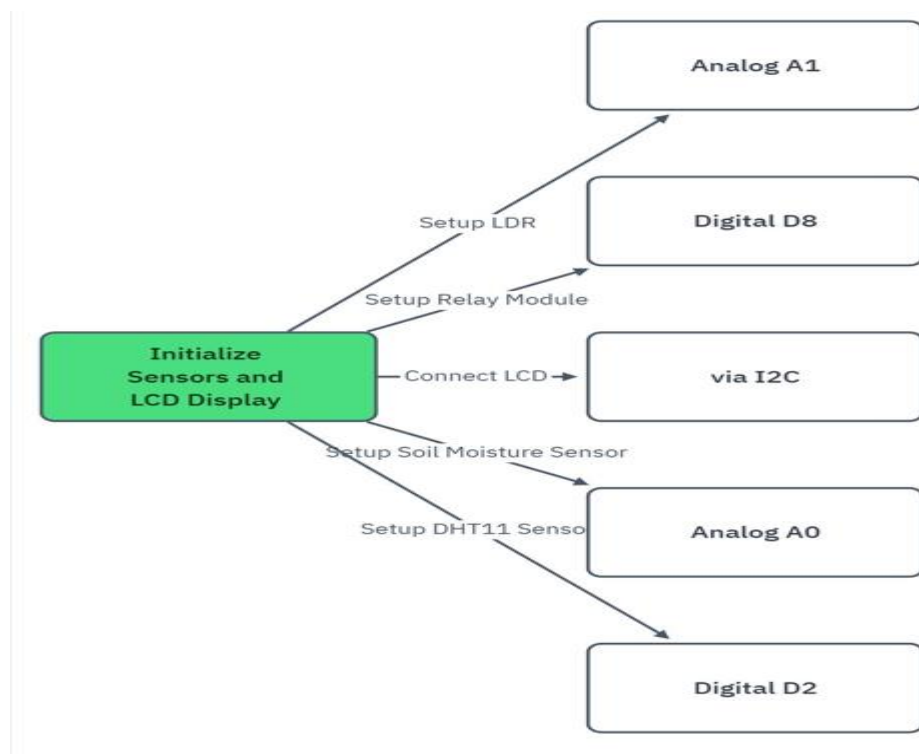 Analog A1
Setup LDR
Digital D8
Setup Relay Module
Initialize
Sensors and
LCD Display
Connect LCD
via I2C
Setup Soil Moisture Sensor
Analog A0
Setup DHT11 Senso
Digital D2